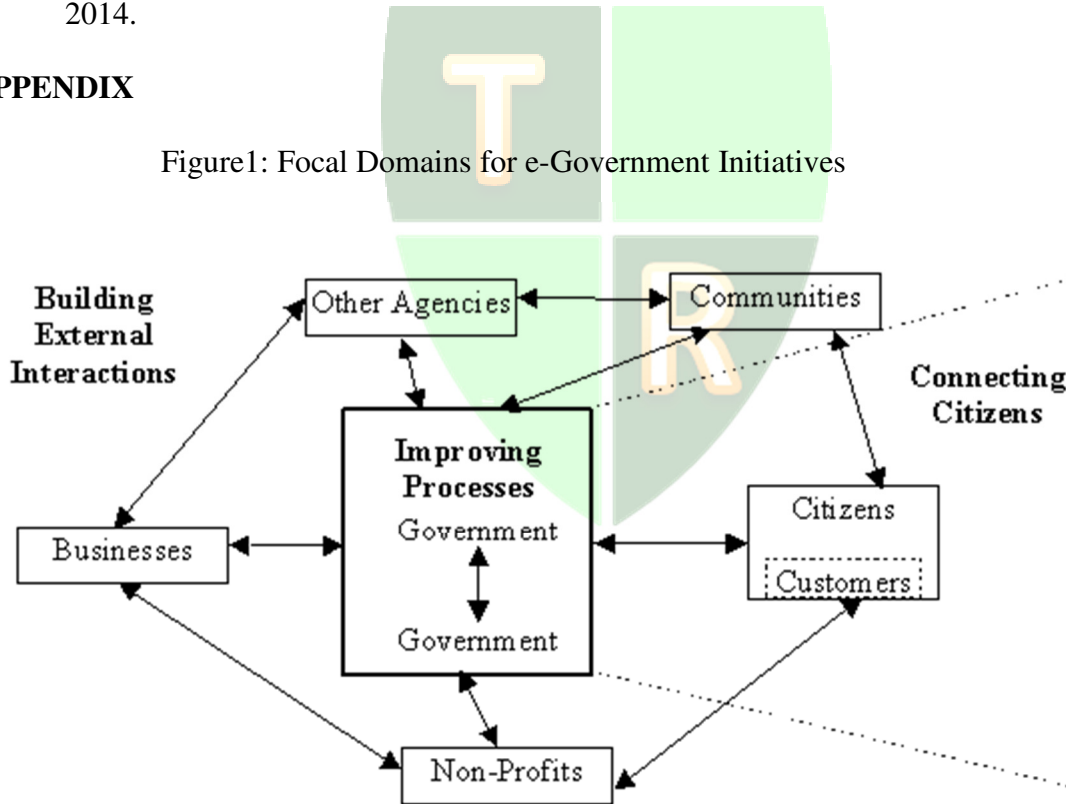 2014.
PPENDIX
T
Figure1: Focal Domains for e-Government Initiatives
R
Building
External
Interactions
Other Agencies
Communities
Connecting
Citizens
Improving
Processes
Government
Government
Businesses
Citizens
Customers
Non-Profits